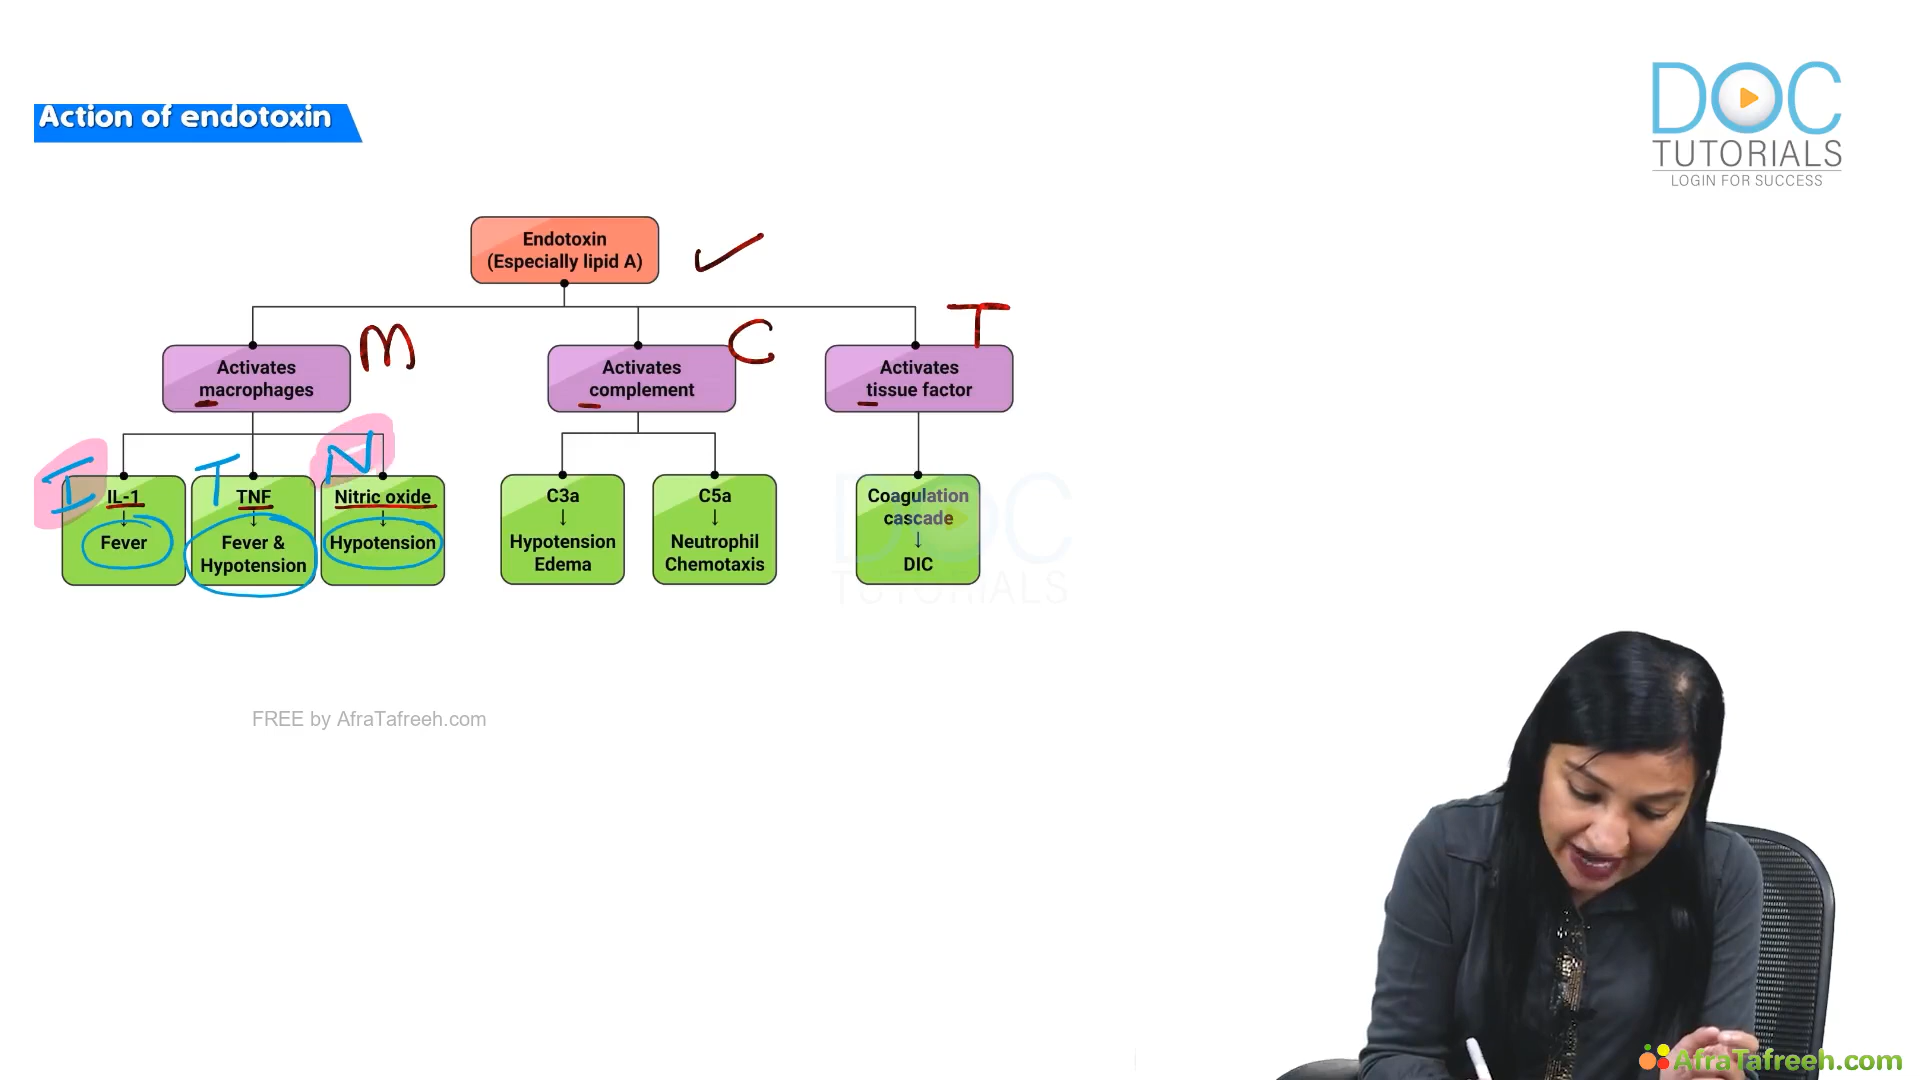 Action of endotoxin
DOC
TUTORIALS
LOGIN FOR SUCCESS
Endotoxin
(Especially lipid A)
M
C
T
Activates
macrophages
Activates
complement
Activates
tissue factor
I
T
N
IL-1
↓
Fever
TNF
↓
Fever &
Hypotension
Nitric oxide
↓
Hypotension
C3a
↓
Hypotension
Edema
C5a
↓
Neutrophil
Chemotaxis
Coagulation
cascade
↓
DIC
DOC
TUTORIALS
FREE by AfraTafreeh.com
AfraTafreeh.com